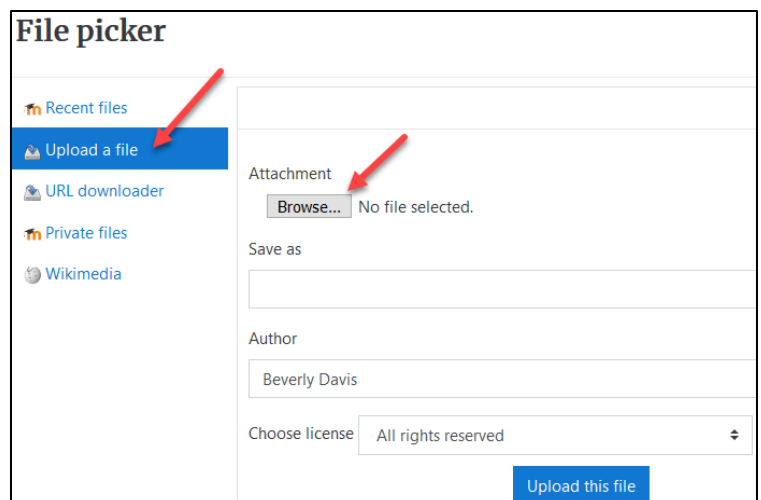 File picker
Recent files
Upload a file
URL downloader
Private files
Wikimedia
Attachment
Browse... No file selected.
Save as
Author
Beverly Davis
Choose license All rights reserved
Upload this file